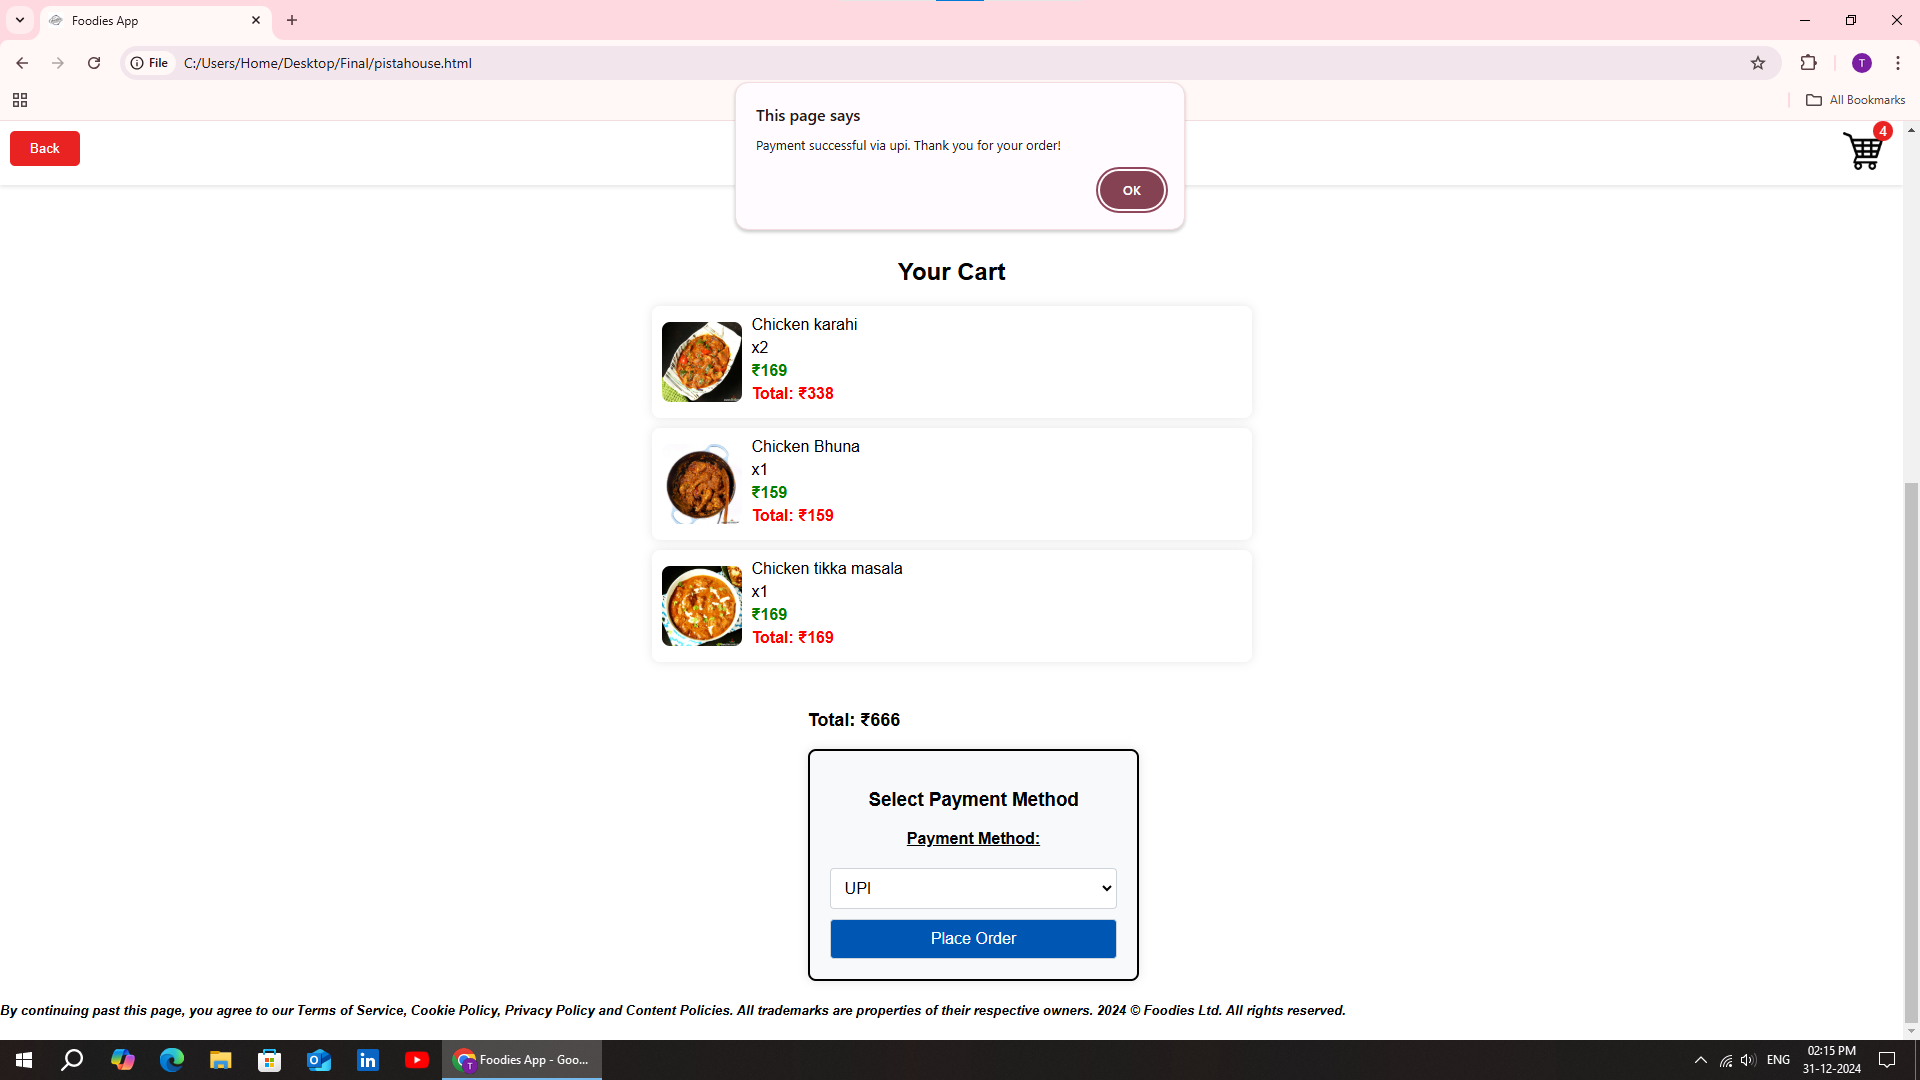 Foodies App
File
C:/Users/Home/Desktop/Final/pistahouse.html
T
All Bookmarks
This page says
Payment successful via upi. Thank you for your order!
OK
Back
4
Your Cart
Chicken karahi
x2
₹169
Total: ₹338
Chicken Bhuna
x1
₹159
Total: ₹159
Chicken tikka masala
x1
₹169
Total: ₹169
Total: ₹666
Select Payment Method
Payment Method:
UPI
Place Order
By continuing past this page, you agree to our Terms of Service, Cookie Policy, Privacy Policy and Content Policies. All trademarks are properties of their respective owners. 2024 © Foodies Ltd. All rights reserved.
Foodies App - Goo...
ENG
02:15 PM
31-12-2024